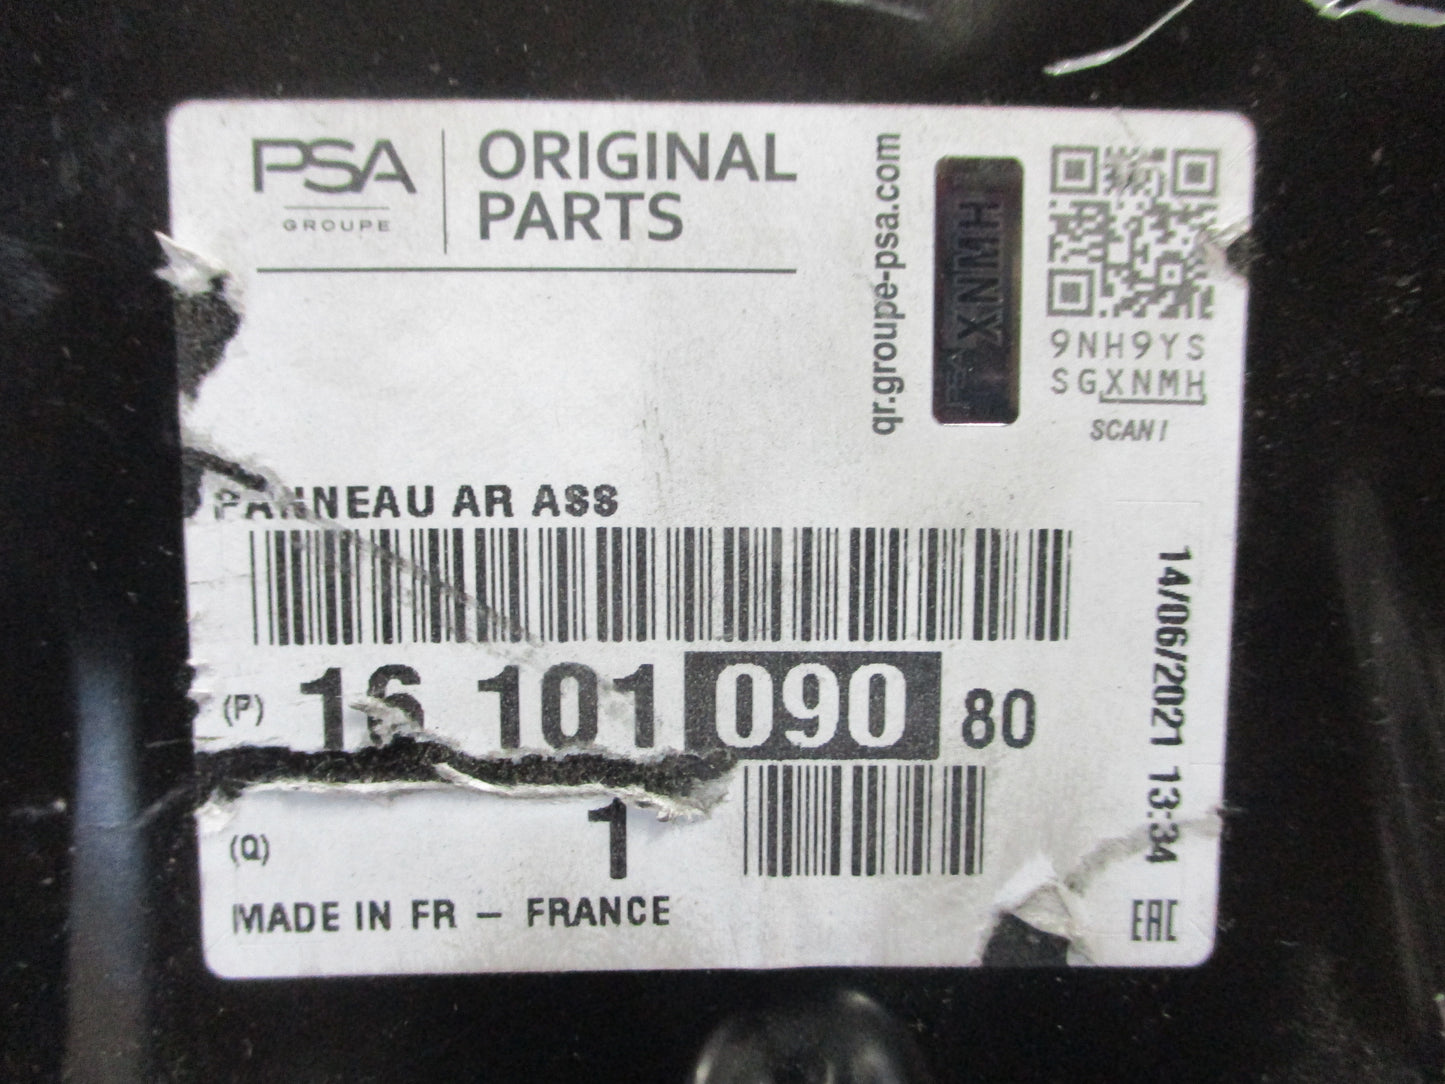 PSA
GROUPE
ORIGINAL
PARTS
qr.groupe-psa.com
XNMH
9NH9YS
SGXNMH
SCAN !
PANNEAU AR ASS
(P) 16 101 090 80
(Q) 1
MADE IN FR - FRANCE
14/06/2021 13:34
EAC